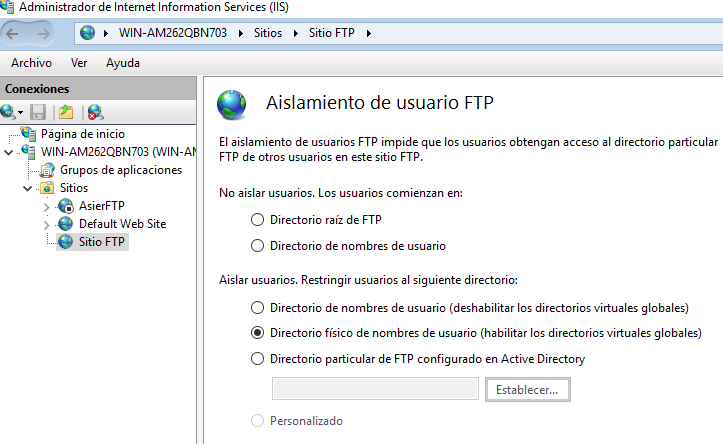 Administrador de Internet Information Services (IIS)
WIN-AM262QBN703 Sitios Sitio FTP
Archivo Ver Ayuda
Conexiones
Página de inicio
WIN-AM262QBN703 (WIN-AM
Grupos de aplicaciones
Sitios
AsierFTP
Default Web Site
Sitio FTP
Aislamiento de usuario FTP
El aislamiento de usuarios FTP impide que los usuarios obtengan acceso al directorio particular
FTP de otros usuarios en este sitio FTP.
No aislar usuarios. Los usuarios comienzan en:
Directorio raíz de FTP
Directorio de nombres de usuario
Aislar usuarios. Restringir usuarios al siguiente directorio:
Directorio de nombres de usuario (deshabilitar los directorios virtuales globales)
Directorio físico de nombres de usuario (habilitar los directorios virtuales globales)
Directorio particular de FTP configurado en Active Directory
Establecer...
Personalizado